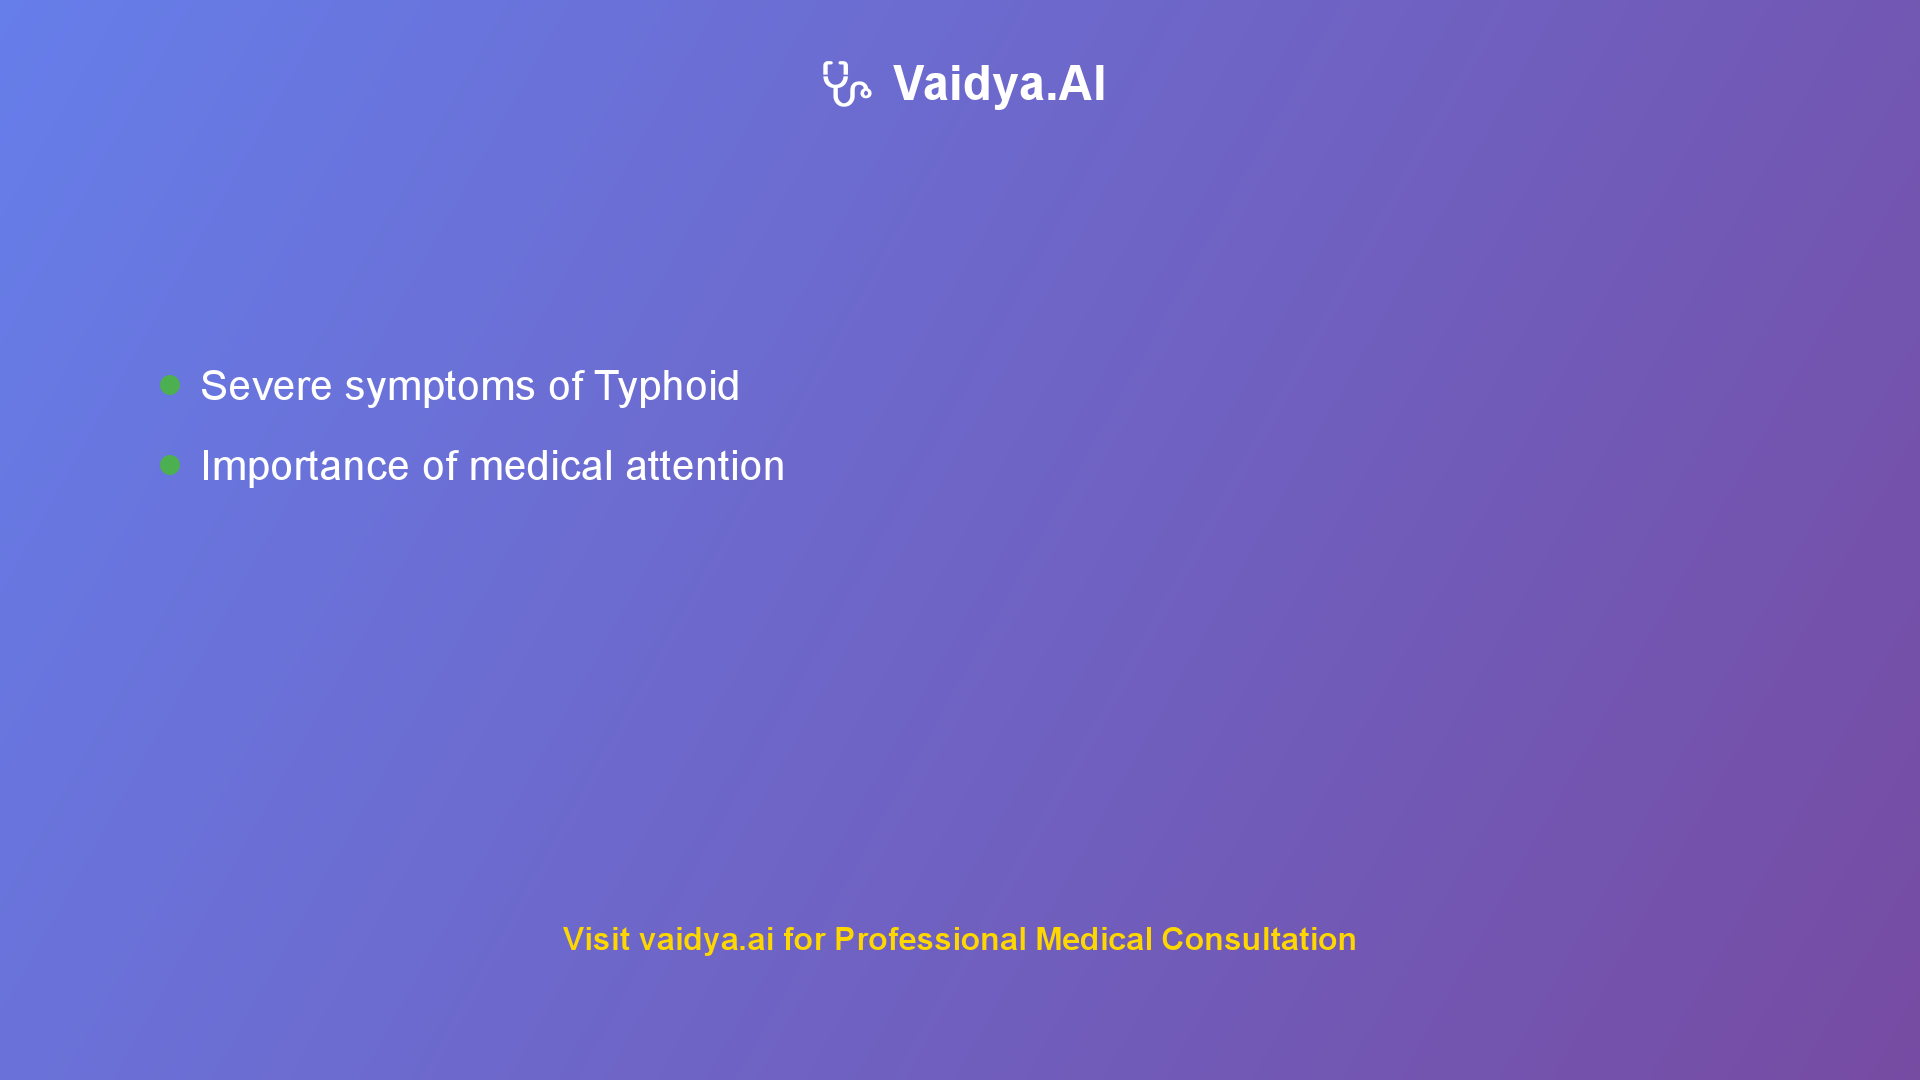 Vaidya.AI
Severe symptoms of Typhoid
Importance of medical attention
Visit vaidya.ai for Professional Medical Consultation